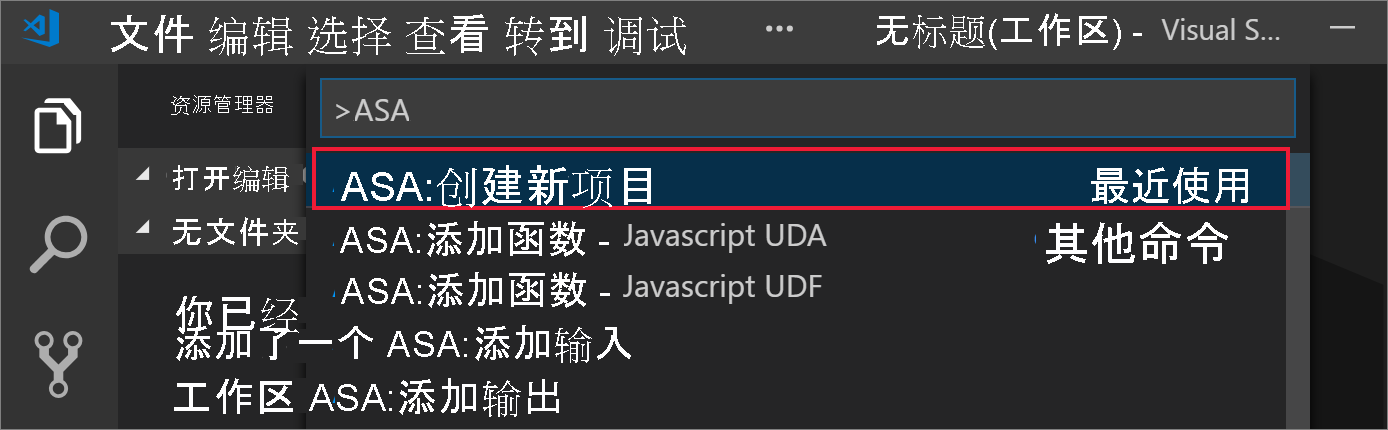 文件 编辑 选择 查看 转到 调试 ... 无标题(工作区) - Visual S...
资源管理器
>ASA
打开编辑
ASA:创建新项目 最近使用
无文件夹
ASA:添加函数 - Javascript UDA 其他命令
ASA:添加函数 - Javascript UDF
你已经
添加了一个 ASA:添加输入
工作区 ASA:添加输出